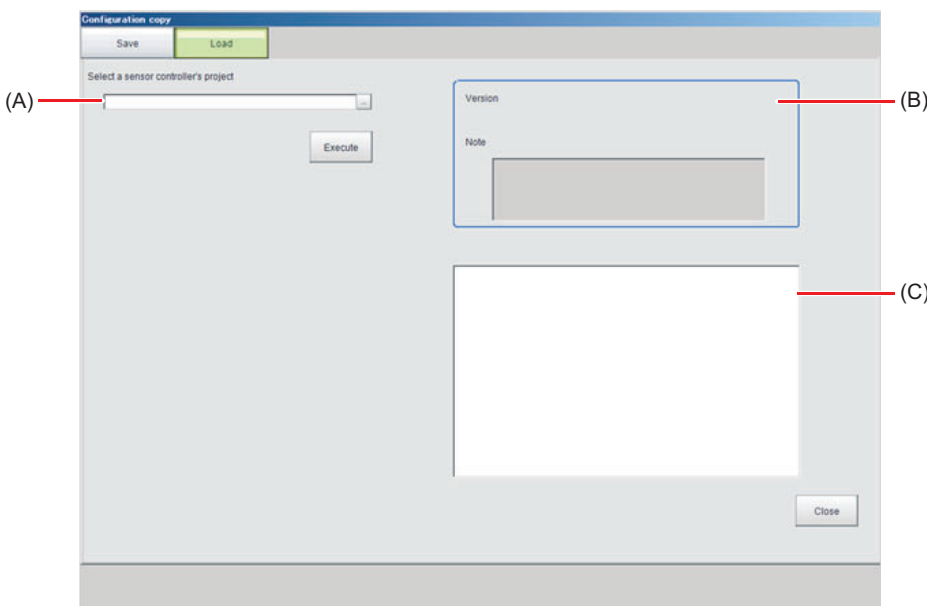 Configuration copy
Save
Load
Select a sensor controller's project
(A)
...
Execute
Version
(B)
Note
(C)
Close